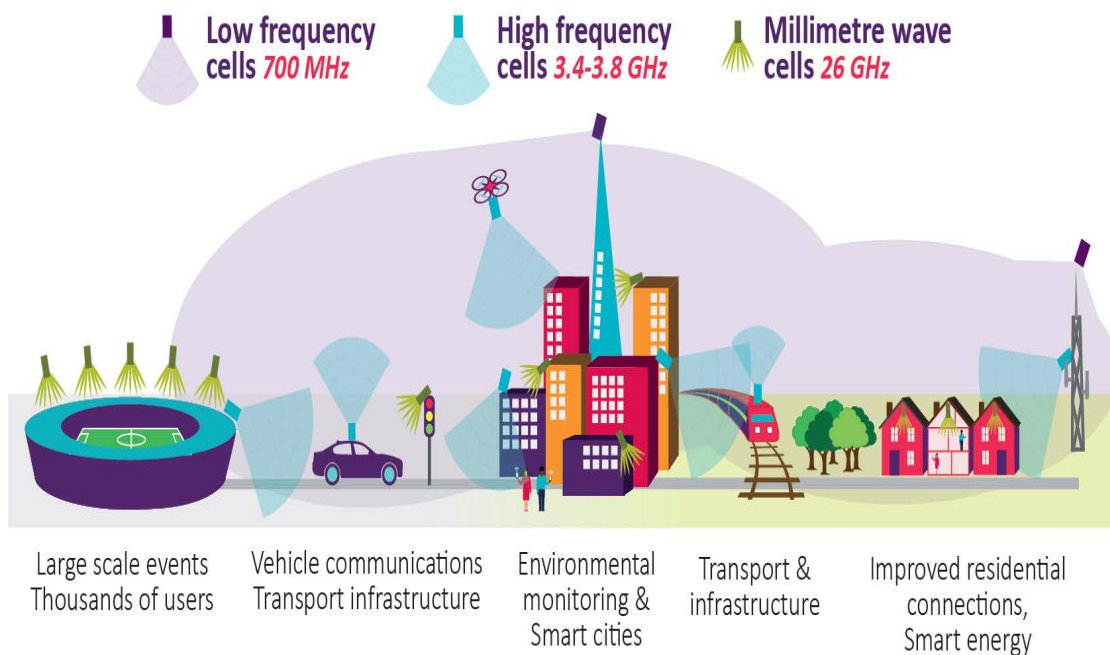 Low frequency
cells 700 MHz
High frequency
cells 3.4-3.8 GHz
Millimetre wave
cells 26 GHz
Large scale events
Thousands of users
Vehicle communications
Transport infrastructure
Environmental
monitoring &
Smart cities
Transport &
infrastructure
Improved residential
connections,
Smart energy